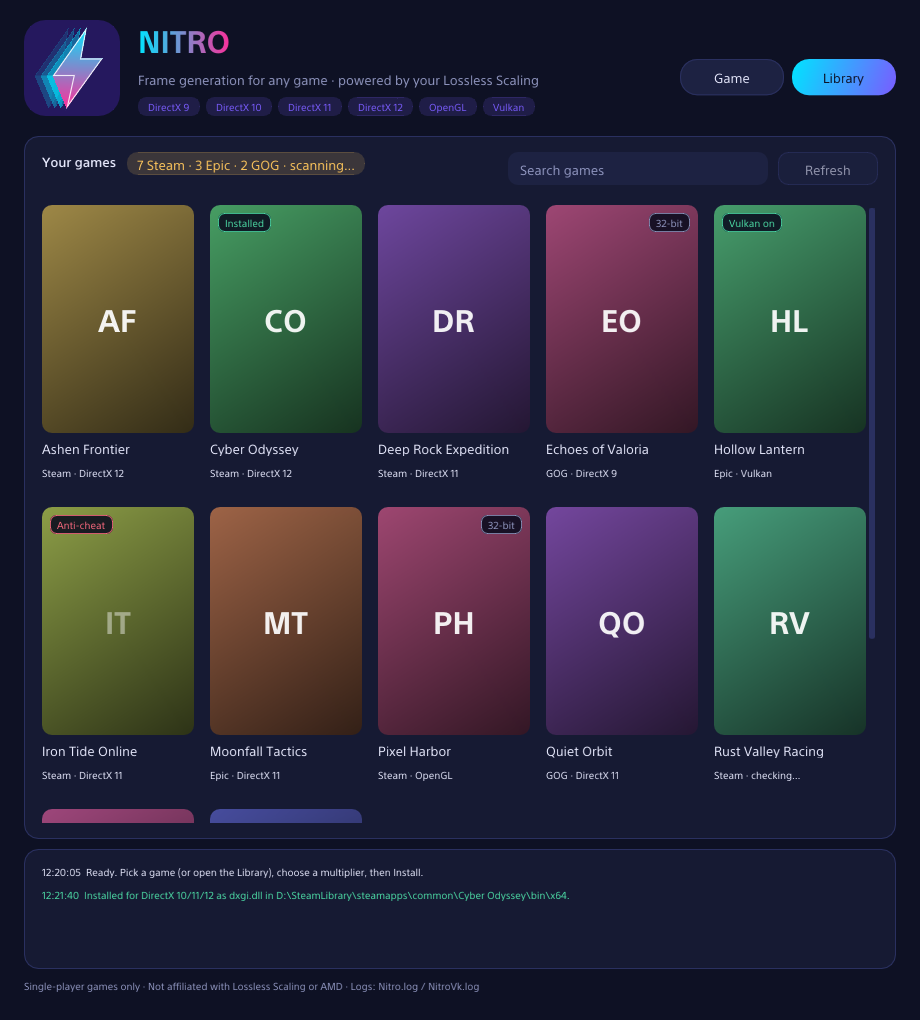 NITRO
Frame generation for any game · powered by your Lossless Scaling
DirectX 9 DirectX 10 DirectX 11 DirectX 12 OpenGL Vulkan
Game Library
Your games 7 Steam · 3 Epic · 2 GOG · scanning... Search games Refresh
Installed 32-bit Vulkan on
AF CO DR EO HL
Ashen Frontier Cyber Odyssey Deep Rock Expedition Echoes of Valoria Hollow Lantern
Steam · DirectX 12 Steam · DirectX 12 Steam · DirectX 11 GOG · DirectX 9 Epic · Vulkan
Anti-cheat 32-bit
IT MT PH QO RV
Iron Tide Online Moonfall Tactics Pixel Harbor Quiet Orbit Rust Valley Racing
Steam · DirectX 11 Epic · DirectX 11 Steam · OpenGL GOG · DirectX 11 Steam · checking...
12:20:05 Ready. Pick a game (or open the Library), choose a multiplier, then Install.
12:21:40 Installed for DirectX 10/11/12 as dxgi.dll in D:\SteamLibrary\steamapps\common\Cyber Odyssey\bin\x64.
Single-player games only · Not affiliated with Lossless Scaling or AMD · Logs: Nitro.log / NitroVk.log